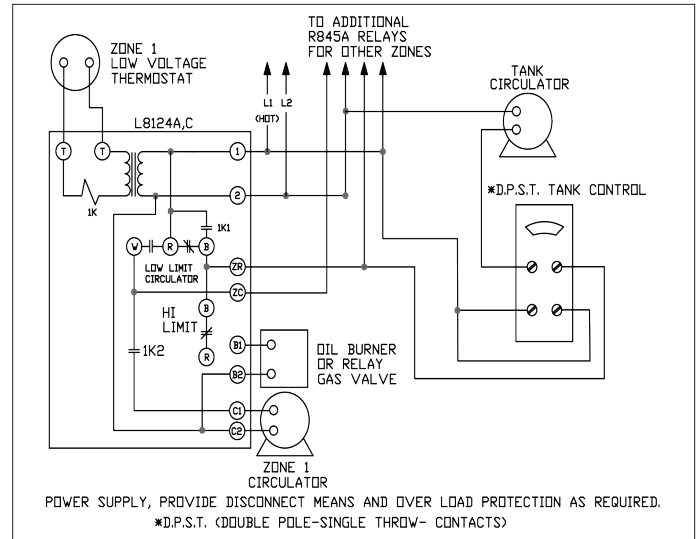 TO ADDITIONAL
R845A RELAYS
FOR OTHER ZONES
ZONE 1
LOW VOLTAGE
THERMOSTAT
TANK
CIRCULATOR
L1 L2
(HOT)
L8124A,C
T T 1
*D.P.S.T. TANK CONTROL
2
1K
1K1
W R B
ZR
LOW LIMIT
CIRCULATOR
ZC
B
HI
LIMIT
1K2
R
B1
OIL BURNER
OR RELAY
GAS VALVE
B2
C1
C2
ZONE 1
CIRCULATOR
POWER SUPPLY, PROVIDE DISCONNECT MEANS AND OVER LOAD PROTECTION AS REQUIRED.
*D.P.S.T. (DOUBLE POLE-SINGLE THROW- CONTACTS)